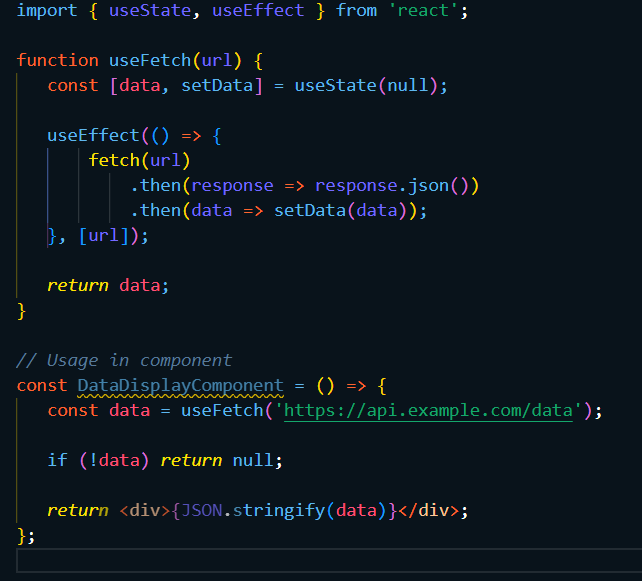 import { useState, useEffect } from 'react';
function useFetch(url) {
const [data, setData] = useState(null);
useEffect(() => {
fetch(url)
.then(response => response.json())
.then(data => setData(data));
}, [url]);
return data;
}
// Usage in component
const DataDisplayComponent = () => {
const data = useFetch('https://api.example.com/data');
if (!data) return null;
return <div>{JSON.stringify(data)}</div>;
};